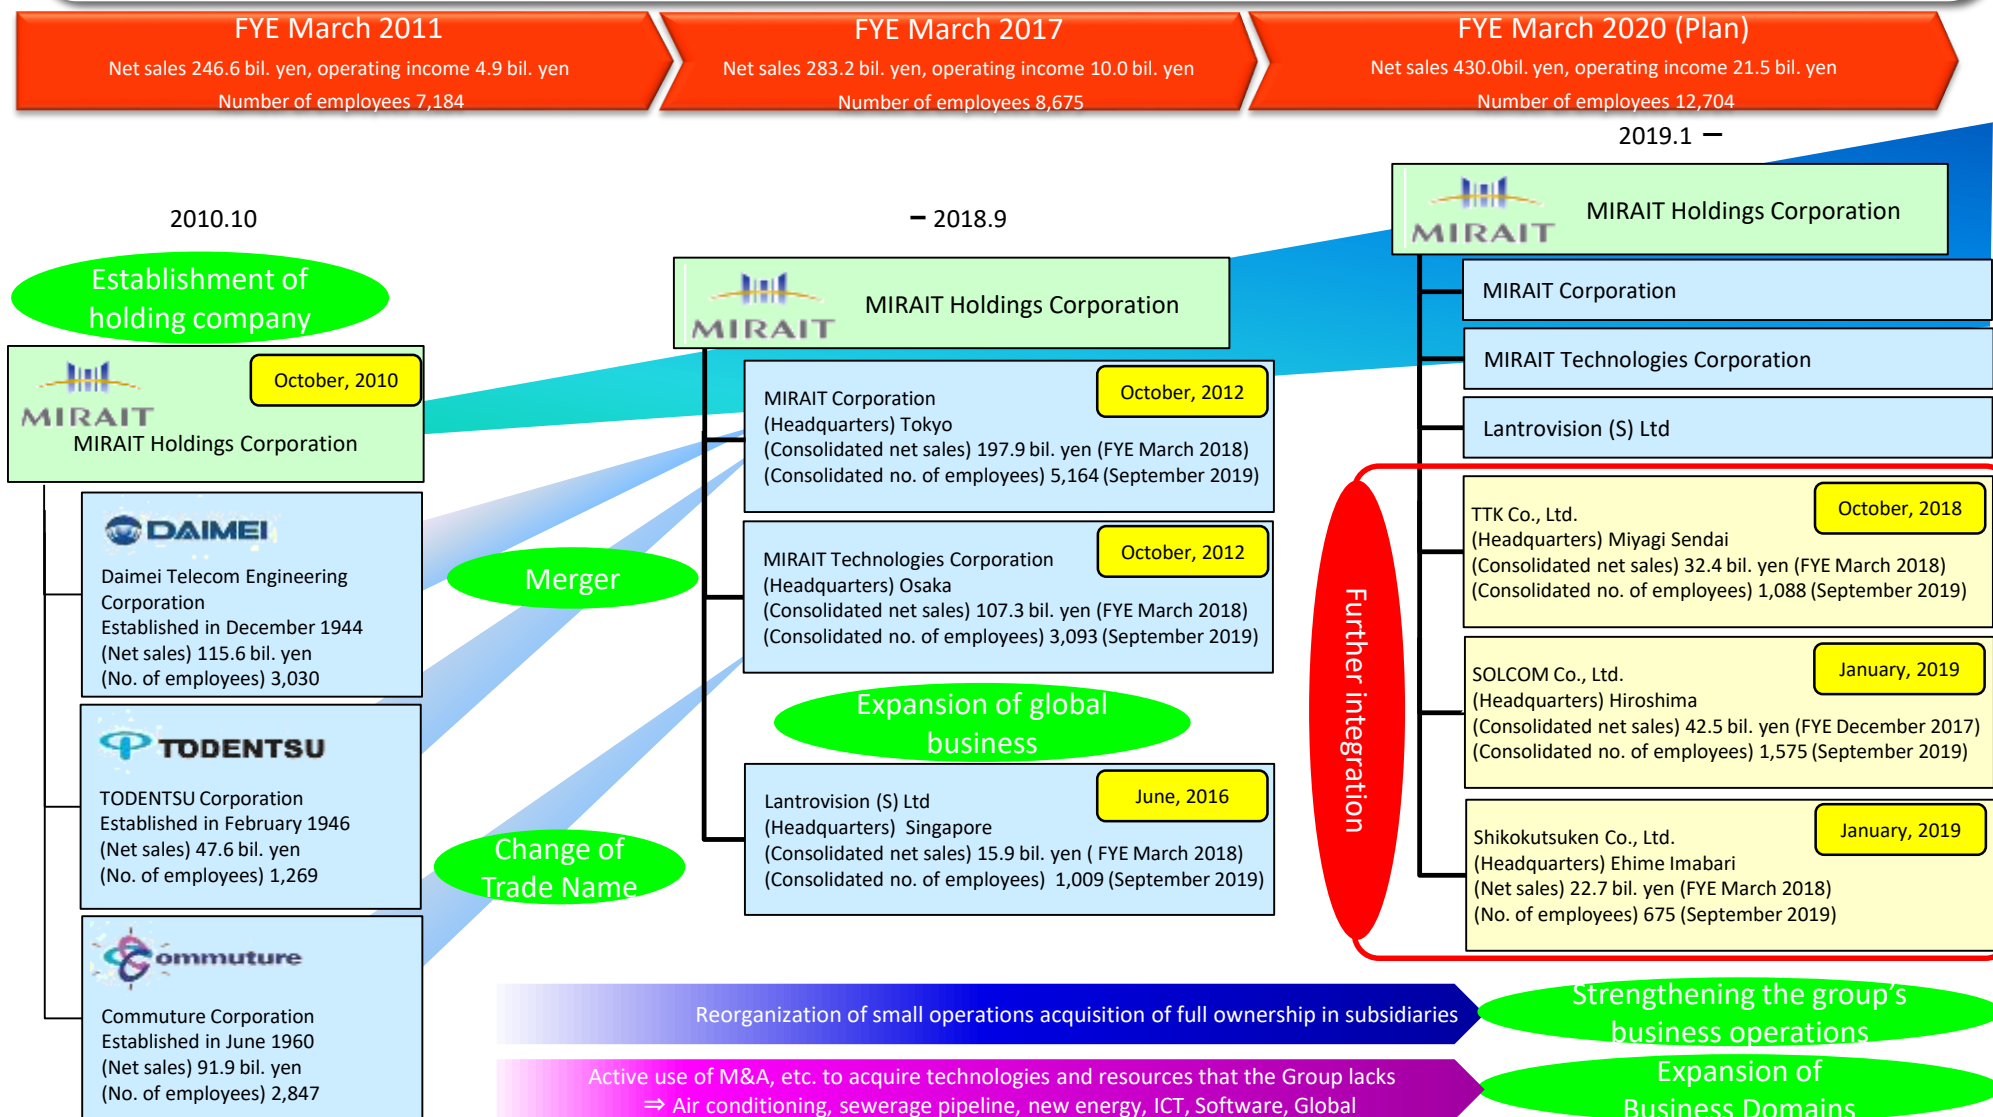 FYE March 2011
Net sales 246.6 bil. yen, operating income 4.9 bil. yen
Number of employees 7,184
FYE March 2017
Net sales 283.2 bil. yen, operating income 10.0 bil. yen
Number of employees 8,675
FYE March 2020 (Plan)
Net sales 430.0bil. yen, operating income 21.5 bil. yen
Number of employees 12,704
2010.10
Establishment of
holding company
MIRAIT
October, 2010
MIRAIT Holdings Corporation
DAIMEI
Daimei Telecom Engineering
Corporation
Established in December 1944
(Net sales) 115.6 bil. yen
(No. of employees) 3,030
TODENTSU
TODENTSU Corporation
Established in February 1946
(Net sales) 47.6 bil. yen
(No. of employees) 1,269
Commuture
Commuture Corporation
Established in June 1960
(Net sales) 91.9 bil. yen
(No. of employees) 2,847
Merger
Change of
Trade Name
– 2018.9
MIRAIT
MIRAIT Holdings Corporation
October, 2012
MIRAIT Corporation
(Headquarters) Tokyo
(Consolidated net sales) 197.9 bil. yen (FYE March 2018)
(Consolidated no. of employees) 5,164 (September 2019)
October, 2012
MIRAIT Technologies Corporation
(Headquarters) Osaka
(Consolidated net sales) 107.3 bil. yen (FYE March 2018)
(Consolidated no. of employees) 3,093 (September 2019)
Expansion of global
business
June, 2016
Lantrovision (S) Ltd
(Headquarters) Singapore
(Consolidated net sales) 15.9 bil. yen ( FYE March 2018)
(Consolidated no. of employees) 1,009 (September 2019)
2019.1 –
MIRAIT
MIRAIT Holdings Corporation
MIRAIT Corporation
MIRAIT Technologies Corporation
Lantrovision (S) Ltd
Further integration
October, 2018
TTK Co., Ltd.
(Headquarters) Miyagi Sendai
(Consolidated net sales) 32.4 bil. yen (FYE March 2018)
(Consolidated no. of employees) 1,088 (September 2019)
January, 2019
SOLCOM Co., Ltd.
(Headquarters) Hiroshima
(Consolidated net sales) 42.5 bil. yen (FYE December 2017)
(Consolidated no. of employees) 1,575 (September 2019)
January, 2019
Shikokutsuken Co., Ltd.
(Headquarters) Ehime Imabari
(Net sales) 22.7 bil. yen (FYE March 2018)
(No. of employees) 675 (September 2019)
Reorganization of small operations acquisition of full ownership in subsidiaries
Strengthening the group's
business operations
Active use of M&A, etc. to acquire technologies and resources that the Group lacks
⇒ Air conditioning, sewerage pipeline, new energy, ICT, Software, Global
Expansion of
Business Domains